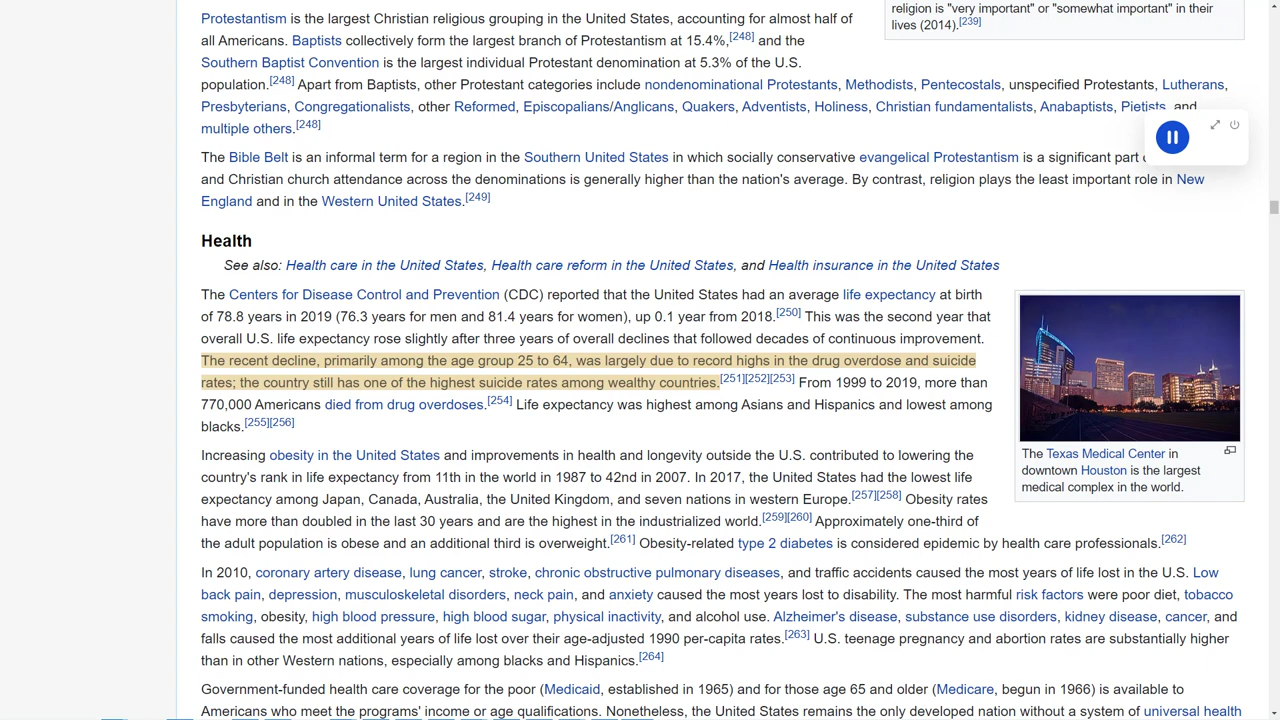 Protestantism is the largest Christian religious grouping in the United States, accounting for almost half of
all Americans. Baptists collectively form the largest branch of Protestantism at 15.4%,[248] and the
Southern Baptist Convention is the largest individual Protestant denomination at 5.3% of the U.S.
population.[248] Apart from Baptists, other Protestant categories include nondenominational Protestants, Methodists, Pentecostals, unspecified Protestants, Lutherans,
Presbyterians, Congregationalists, other Reformed, Episcopalians/Anglicans, Quakers, Adventists, Holiness, Christian fundamentalists, Anabaptists, Pietists, and
multiple others.[248]
religion is "very important" or "somewhat important" in their
lives (2014).[239]
The Bible Belt is an informal term for a region in the Southern United States in which socially conservative evangelical Protestantism is a significant part
and Christian church attendance across the denominations is generally higher than the nation's average. By contrast, religion plays the least important role in New
England and in the Western United States.[249]
Health
See also: Health care in the United States, Health care reform in the United States, and Health insurance in the United States
The Centers for Disease Control and Prevention (CDC) reported that the United States had an average life expectancy at birth
of 78.8 years in 2019 (76.3 years for men and 81.4 years for women), up 0.1 year from 2018.[250] This was the second year that
overall U.S. life expectancy rose slightly after three years of overall declines that followed decades of continuous improvement.
The recent decline, primarily among the age group 25 to 64, was largely due to record highs in the drug overdose and suicide
rates; the country still has one of the highest suicide rates among wealthy countries.[251][252][253] From 1999 to 2019, more than
770,000 Americans died from drug overdoses.[254] Life expectancy was highest among Asians and Hispanics and lowest among
blacks.[255][256]
The Texas Medical Center in
downtown Houston is the largest
medical complex in the world.
Increasing obesity in the United States and improvements in health and longevity outside the U.S. contributed to lowering the
country's rank in life expectancy from 11th in the world in 1987 to 42nd in 2007. In 2017, the United States had the lowest life
expectancy among Japan, Canada, Australia, the United Kingdom, and seven nations in western Europe.[257][258] Obesity rates
have more than doubled in the last 30 years and are the highest in the industrialized world.[259][260] Approximately one-third of
the adult population is obese and an additional third is overweight.[261] Obesity-related type 2 diabetes is considered epidemic by health care professionals.[262]
In 2010, coronary artery disease, lung cancer, stroke, chronic obstructive pulmonary diseases, and traffic accidents caused the most years of life lost in the U.S. Low
back pain, depression, musculoskeletal disorders, neck pain, and anxiety caused the most years lost to disability. The most harmful risk factors were poor diet, tobacco
smoking, obesity, high blood pressure, high blood sugar, physical inactivity, and alcohol use. Alzheimer's disease, substance use disorders, kidney disease, cancer, and
falls caused the most additional years of life lost over their age-adjusted 1990 per-capita rates.[263] U.S. teenage pregnancy and abortion rates are substantially higher
than in other Western nations, especially among blacks and Hispanics.[264]
Government-funded health care coverage for the poor (Medicaid, established in 1965) and for those age 65 and older (Medicare, begun in 1966) is available to
Americans who meet the programs' income or age qualifications. Nonetheless, the United States remains the only developed nation without a system of universal health